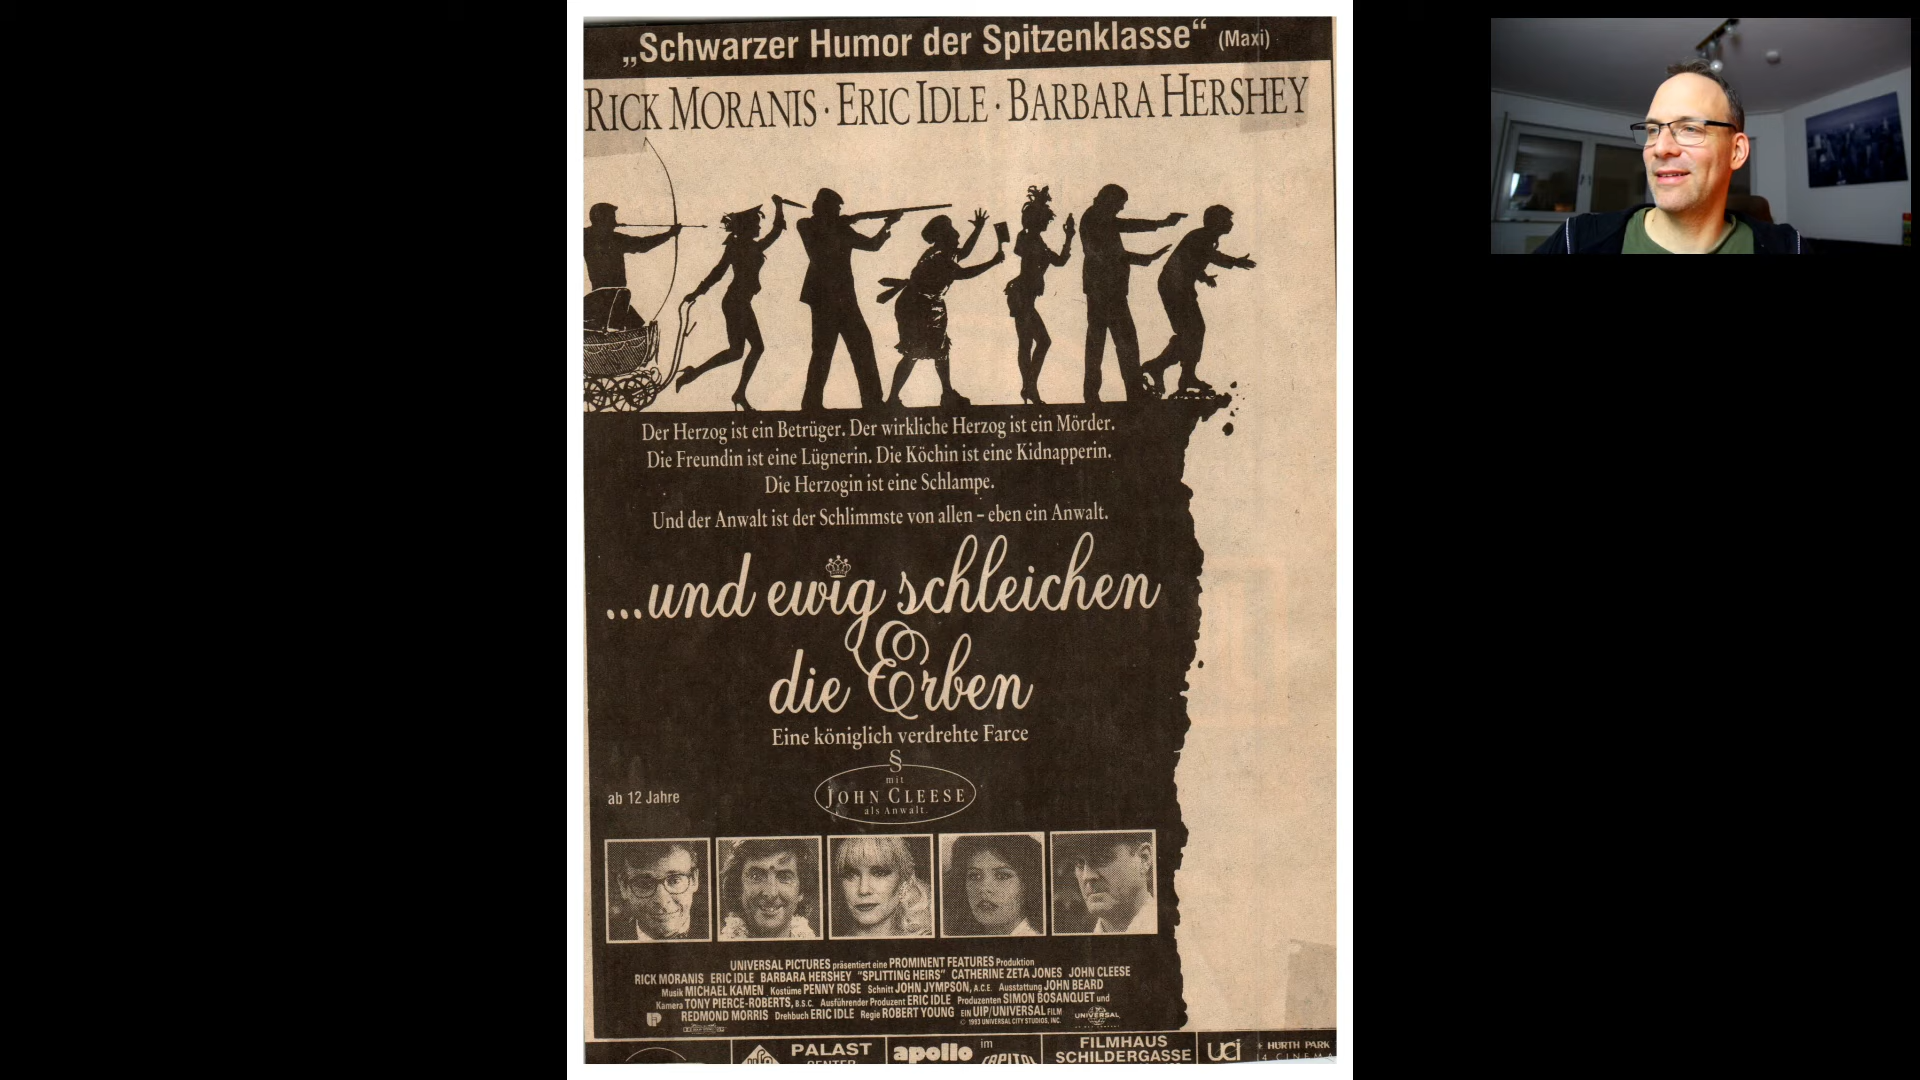 „Schwarzer Humor der Spitzenklasse“ (Maxi)
RICK MORANIS · ERIC IDLE · BARBARA HERSHEY
Der Herzog ist ein Betrüger. Der wirkliche Herzog ist ein Mörder.
Die Freundin ist eine Lügnerin. Die Köchin ist eine Kidnapperin.
Die Herzogin ist eine Schlampe.
Und der Anwalt ist der Schlimmste von allen – eben ein Anwalt.
...und ewig schleichen
die Erben
Eine königlich verdrehte Farce
§
mit
JOHN CLEESE
als Anwalt.
ab 12 Jahre
UNIVERSAL PICTURES präsentiert eine PROMINENT FEATURES Produktion
RICK MORANIS ERIC IDLE BARBARA HERSHEY "SPLITTING HEIRS" CATHERINE ZETA JONES JOHN CLEESE
Musik MICHAEL KAMEN Kostüme PENNY ROSE Schnitt JOHN JYMPSON, A.C.E. Ausstattung JOHN BEARD
Kamera TONY PIERCE-ROBERTS, B.S.C. Ausführender Produzent ERIC IDLE Produzenten SIMON BOSANQUET und
REDMOND MORRIS Drehbuch ERIC IDLE Regie ROBERT YOUNG EIN UIP/UNIVERSAL FILM
© 1993 UNIVERSAL CITY STUDIOS, INC.
UNIVERSAL
PALAST
CENTER
apollo
im
CAPITOL
FILMHAUS
SCHILDERGASSE
UCI
HÜRTH PARK
14 CINEMA